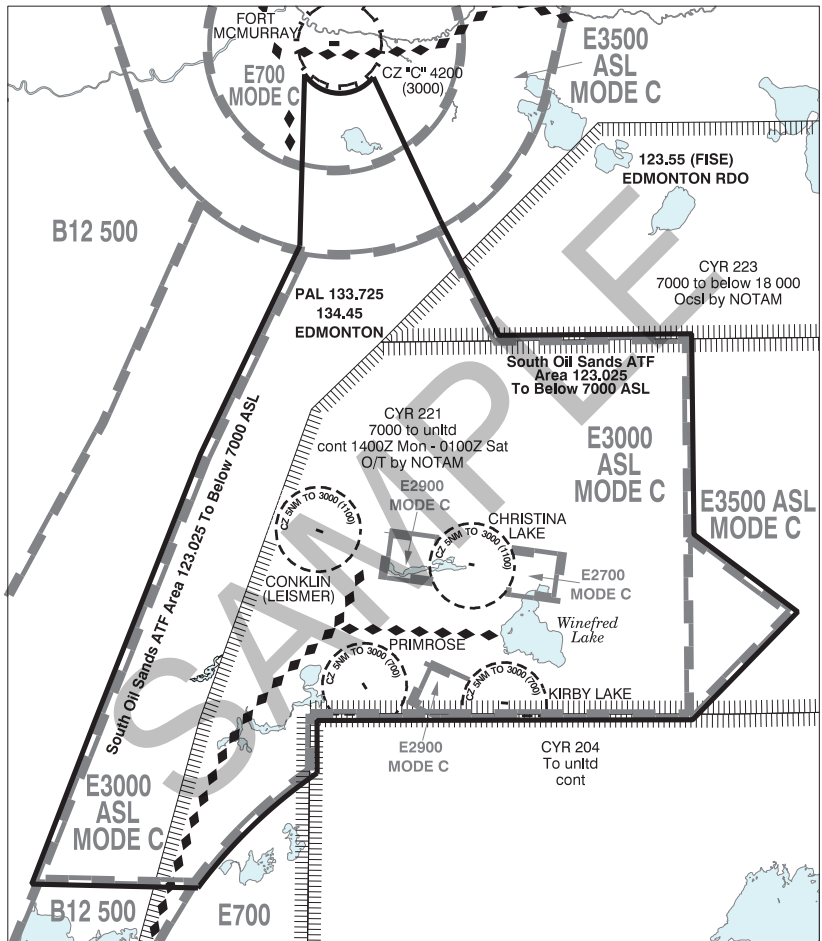 FORT
MCMURRAY
E700
MODE C
CZ "C" 4200
(3000)
E3500
ASL
MODE C
123.55 (FISE)
EDMONTON RDO
B12 500
CYR 223
7000 to below 18 000
Ocsl by NOTAM
PAL 133.725
134.45
EDMONTON
South Oil Sands ATF
Area 123.025
To Below 7000 ASL
South Oil Sands ATF Area 123.025 To Below 7000 ASL
CYR 221
7000 to unltd
cont 1400Z Mon - 0100Z Sat
O/T by NOTAM
E3000
ASL
MODE C
E2900
MODE C
E3500 ASL
MODE C
CZ 5NM TO 3000 (1100)
CHRISTINA
LAKE
CZ 5NM TO 3000 (1100)
CONKLIN
(LEISMER)
E2700
MODE C
Winefred
Lake
PRIMROSE
CZ 5NM TO 3000 (700)
CZ 5NM TO 3000 (700)
KIRBY LAKE
E2900
MODE C
CYR 204
To unltd
cont
E3000
ASL
MODE C
B12 500
E700
SAMPLE